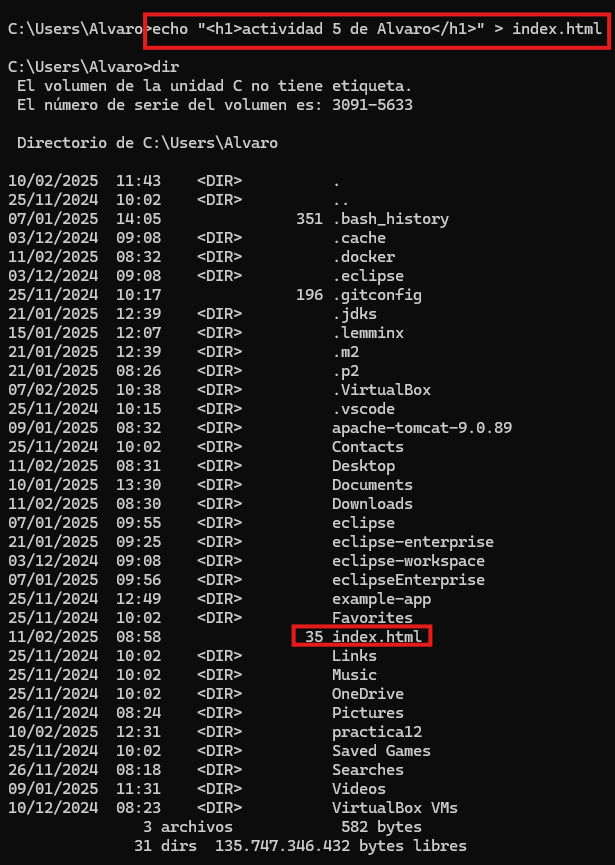 C:\Users\Alvaro>echo "<h1>actividad 5 de Alvaro</h1>" > index.html
C:\Users\Alvaro>dir
 El volumen de la unidad C no tiene etiqueta.
 El número de serie del volumen es: 3091-5633
 Directorio de C:\Users\Alvaro
10/02/2025  11:43    <DIR>          .
25/11/2024  10:02    <DIR>          ..
07/01/2025  14:05               351 .bash_history
03/12/2024  09:08    <DIR>          .cache
11/02/2025  08:32    <DIR>          .docker
03/12/2024  09:08    <DIR>          .eclipse
25/11/2024  10:17               196 .gitconfig
21/01/2025  12:39    <DIR>          .jdks
15/01/2025  12:07    <DIR>          .lemminx
21/01/2025  12:39    <DIR>          .m2
21/01/2025  08:26    <DIR>          .p2
07/02/2025  10:38    <DIR>          .VirtualBox
25/11/2024  10:15    <DIR>          .vscode
09/01/2025  08:32    <DIR>          apache-tomcat-9.0.89
25/11/2024  10:02    <DIR>          Contacts
11/02/2025  08:31    <DIR>          Desktop
10/01/2025  13:30    <DIR>          Documents
11/02/2025  08:30    <DIR>          Downloads
07/01/2025  09:55    <DIR>          eclipse
21/01/2025  09:25    <DIR>          eclipse-enterprise
03/12/2024  09:08    <DIR>          eclipse-workspace
07/01/2025  09:56    <DIR>          eclipseEnterprise
25/11/2024  12:49    <DIR>          example-app
25/11/2024  10:02    <DIR>          Favorites
11/02/2025  08:58                35 index.html
25/11/2024  10:02    <DIR>          Links
25/11/2024  10:02    <DIR>          Music
25/11/2024  10:02    <DIR>          OneDrive
26/11/2024  08:24    <DIR>          Pictures
10/02/2025  12:31    <DIR>          practica12
25/11/2024  10:02    <DIR>          Saved Games
26/11/2024  08:18    <DIR>          Searches
09/01/2025  11:31    <DIR>          Videos
10/12/2024  08:23    <DIR>          VirtualBox VMs
               3 archivos            582 bytes
              31 dirs  135.747.346.432 bytes libres